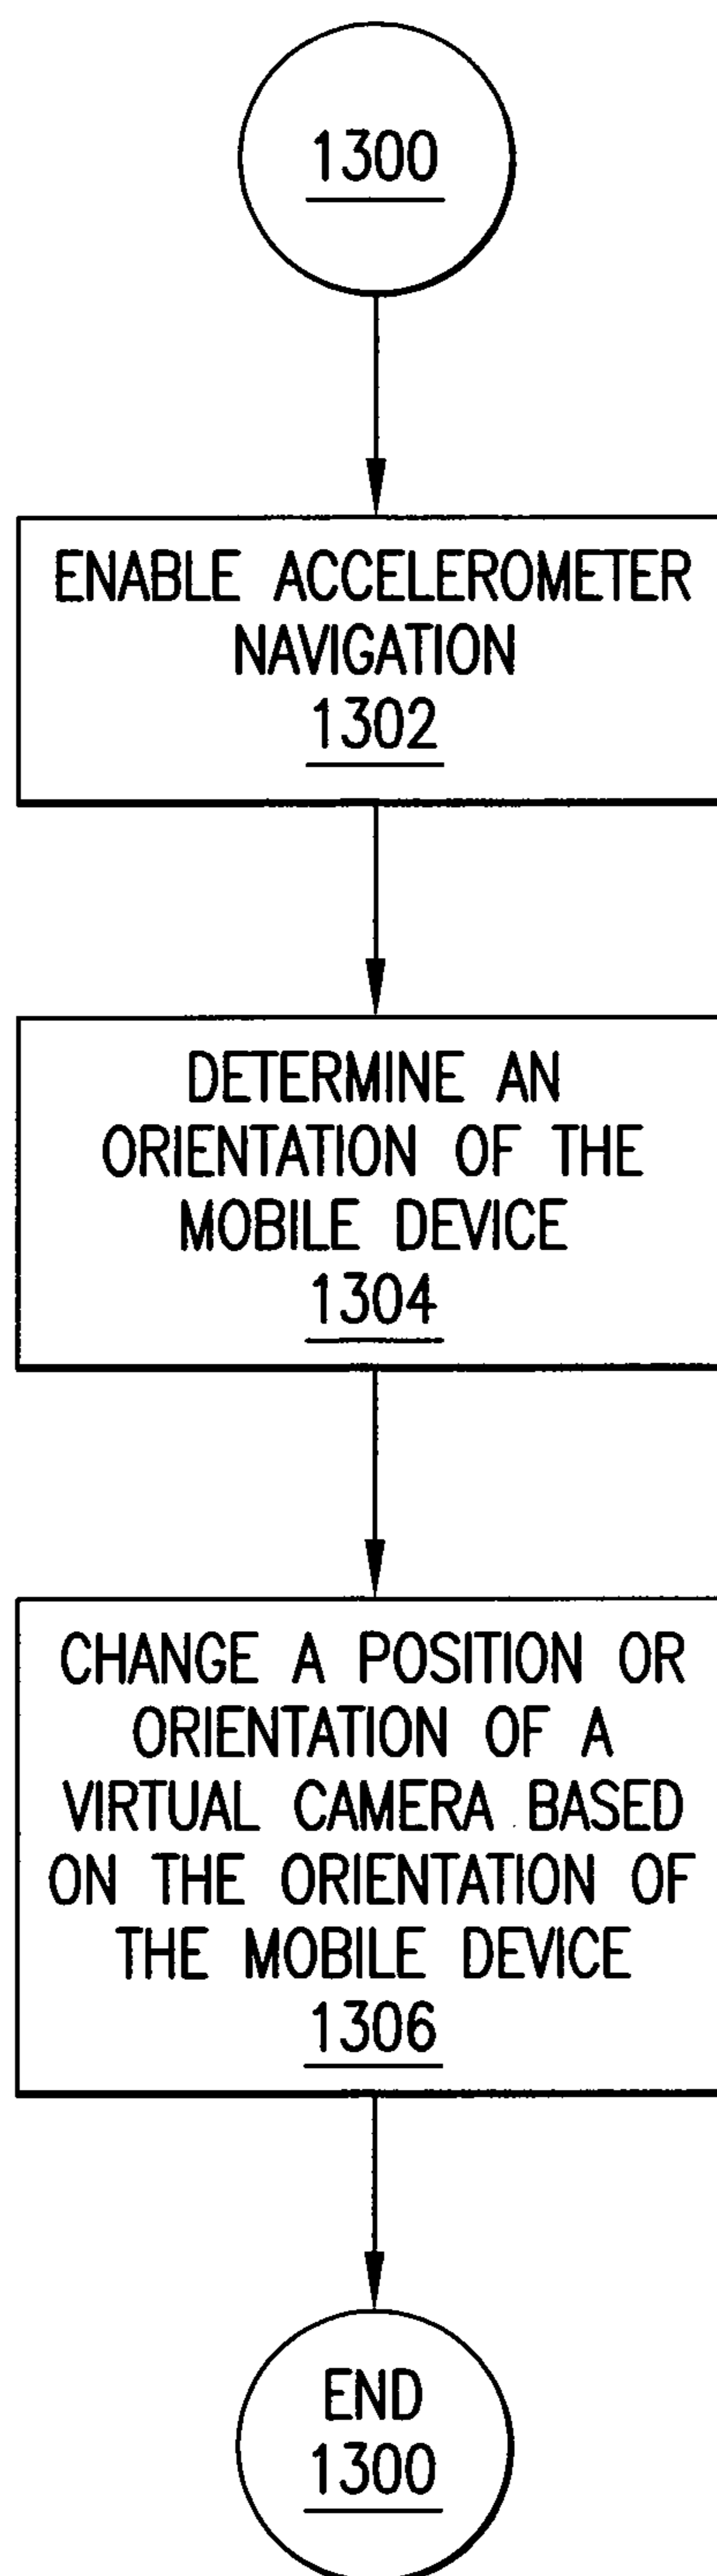 1300
ENABLE ACCELEROMETER
NAVIGATION
1302
DETERMINE AN
ORIENTATION OF THE
MOBILE DEVICE
1304
CHANGE A POSITION OR
ORIENTATION OF A
VIRTUAL CAMERA BASED
ON THE ORIENTATION OF
THE MOBILE DEVICE
1306
END
1300